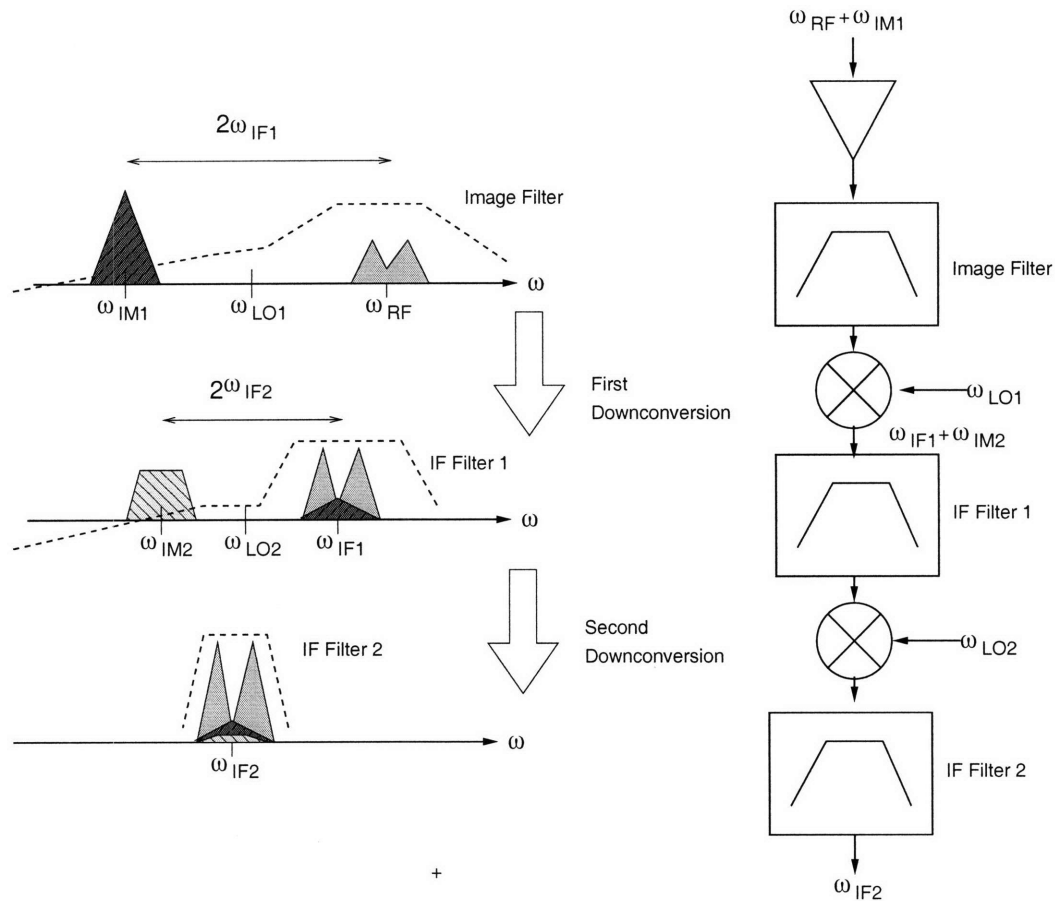 2ω IF1
Image Filter
ω
ω IM1
ω LO1
ω RF
First
Downconversion
2ω IF2
IF Filter 1
ω
ω IM2
ω LO2
ω IF1
Second
Downconversion
IF Filter 2
ω
ω IF2
+
ω RF + ω IM1
Image Filter
ω LO1
ω IF1 + ω IM2
IF Filter 1
ω LO2
IF Filter 2
ω IF2